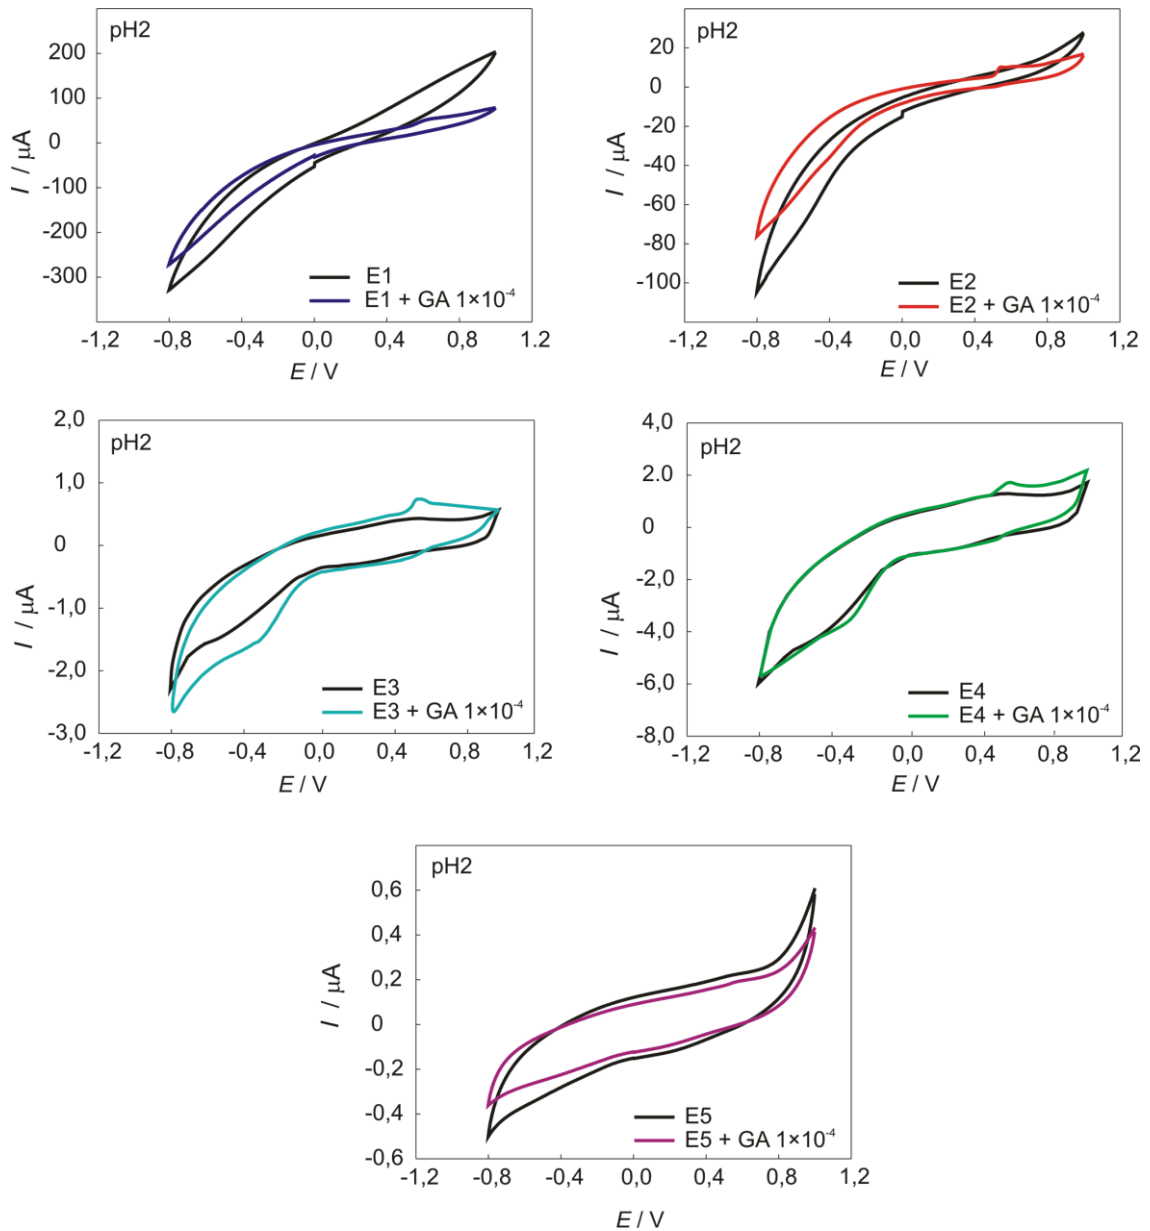 pH2
200
100
0
-100
-200
-300
I / μA
E1
E1 + GA 1×10⁻⁴
-1,2 -0,8 -0,4 0,0 0,4 0,8 1.2
E / V
pH2
20
0
-20
-40
-60
-80
-100
I / μA
E2
E2 + GA 1×10⁻⁴
-1,2 -0,8 -0,4 0,0 0,4 0,8 1,2
E / V
2,0
pH2
1,0
0
-1,0
-2,0
-3,0
I / μA
E3
E3 + GA 1×10⁻⁴
-1,2 -0,8 -0,4 0,0 0,4 0,8 1,2
E / V
4,0
pH2
2.0
0
-2,0
-4,0
-6,0
-8,0
I / μA
E4
E4 + GA 1×10⁻⁴
-1,2 -0,8 -0,4 0,0 0,4 0,8 1,2
E / V
pH2
0,6
0,4
0,2
0
-0,2
-0,4
-0,6
I / μA
E5
E5 + GA 1×10⁻⁴
-1,2 -0,8 -0,4 0,0 0,4 0,8 1,2
E / V